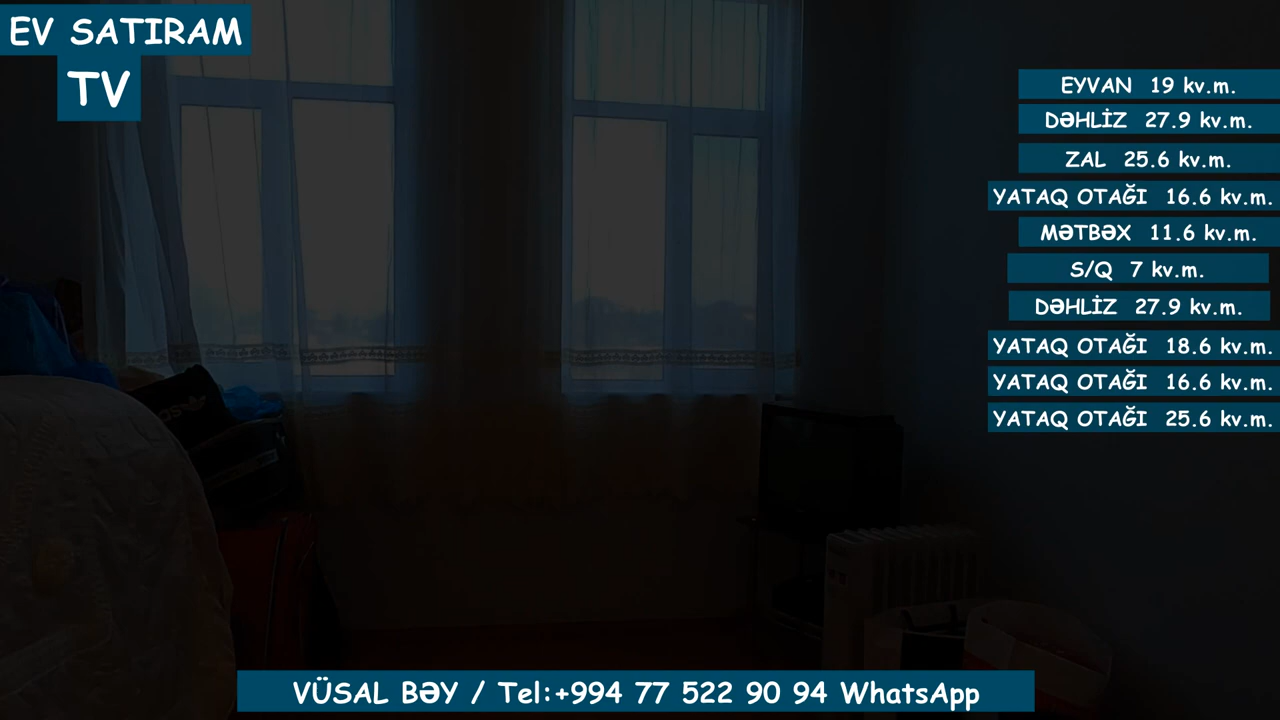 EV SATIRAM
TV
EYVAN 19 kv.m.
DƏHLİZ 27.9 kv.m.
ZAL 25.6 kv.m.
YATAQ OTAĞI 16.6 kv.m.
MƏTBƏX 11.6 kv.m.
S/Q 7 kv.m.
DƏHLİZ 27.9 kv.m.
YATAQ OTAĞI 18.6 kv.m.
YATAQ OTAĞI 16.6 kv.m.
YATAQ OTAĞI 25.6 kv.m.
VÜSAL BƏY / Tel:+994 77 522 90 94 WhatsApp